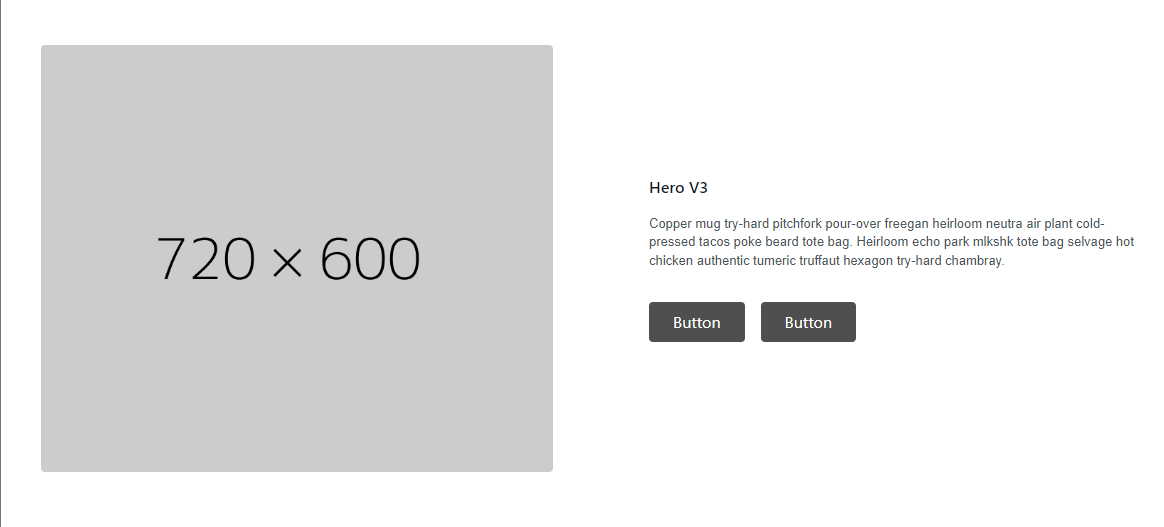 720 × 600
Hero V3
Copper mug try-hard pitchfork pour-over freegan heirloom neutra air plant cold-
pressed tacos poke beard tote bag. Heirloom echo park mlkshk tote bag selvage hot
chicken authentic tumeric truffaut hexagon try-hard chambray.
Button Button